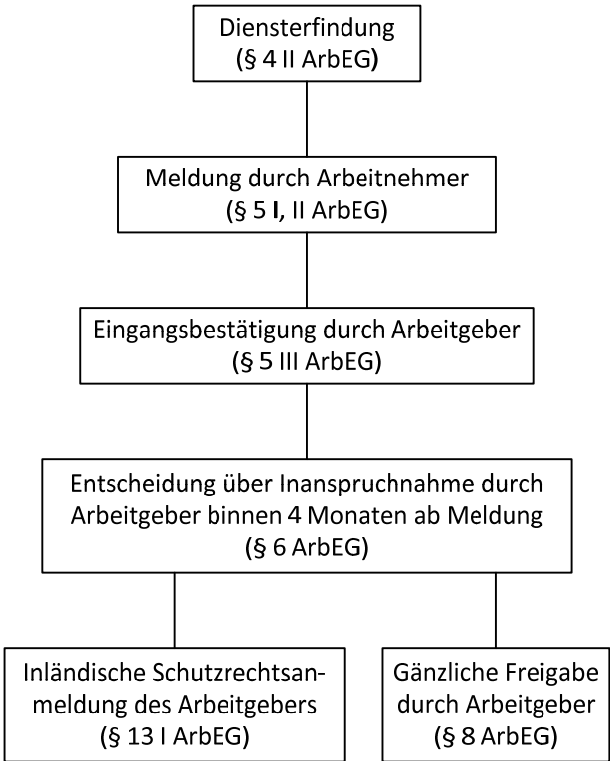 Diensterfindung
(§ 4 II ArbEG)
Meldung durch Arbeitnehmer
(§ 5 I, II ArbEG)
Eingangsbestätigung durch Arbeitgeber
(§ 5 III ArbEG)
Entscheidung über Inanspruchnahme durch
Arbeitgeber binnen 4 Monaten ab Meldung
(§ 6 ArbEG)
Inländische Schutzrechtsan-
meldung des Arbeitgebers
(§ 13 I ArbEG)
Gänzliche Freigabe
durch Arbeitgeber
(§ 8 ArbEG)